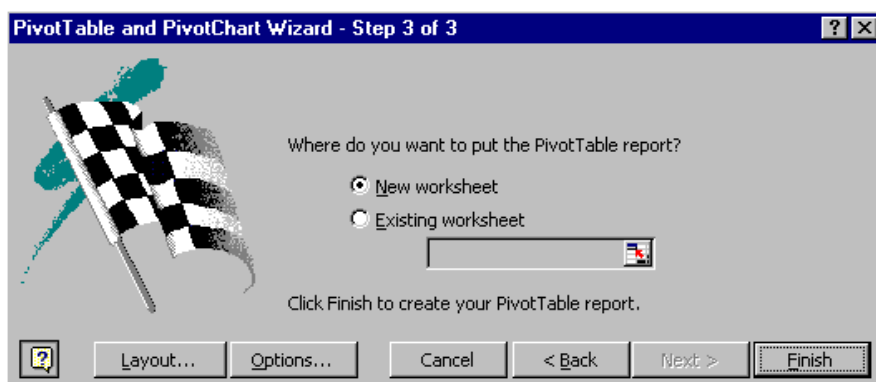 PivotTable and PivotChart Wizard - Step 3 of 3
Where do you want to put the PivotTable report?
New worksheet
Existing worksheet
Click Finish to create your PivotTable report.
Layout... Options... Cancel < Back Next > Finish